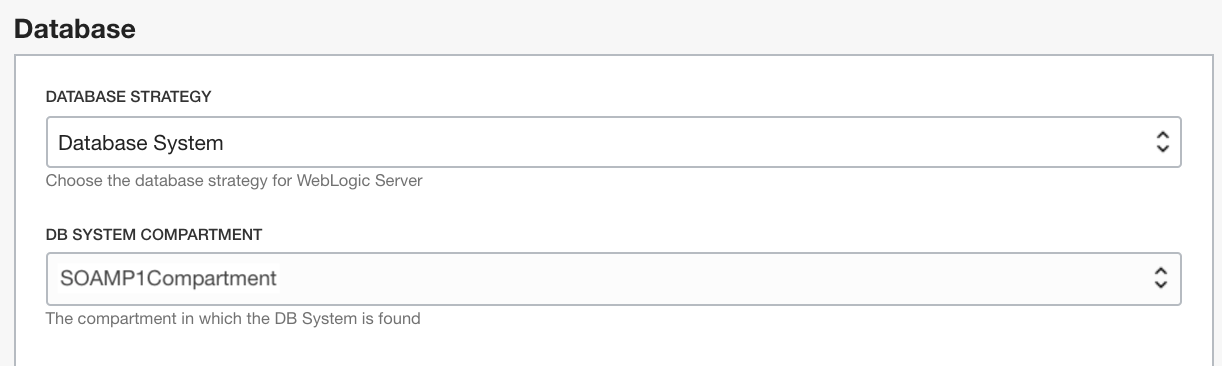 Database
DATABASE STRATEGY
Database System
Choose the database strategy for WebLogic Server
DB SYSTEM COMPARTMENT
SOAMP1Compartment
The compartment in which the DB System is found